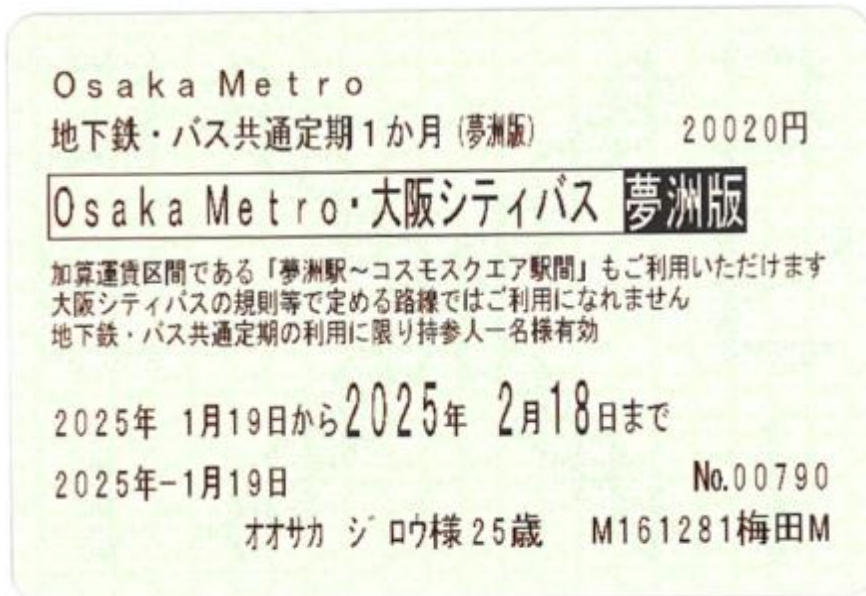 Osaka Metro
地下鉄・バス共通定期1か月(夢洲版) 20020円
Osaka Metro・大阪シティバス 夢洲版
加算運賃区間である「夢洲駅～コスモスクエア駅間」もご利用いただけます
大阪シティバスの規則等で定める路線ではご利用になれません
地下鉄・バス共通定期の利用に限り持参人一名様有効
2025年 1月19日から2025年 2月18日まで
2025年-1月19日 No.00790
オオサカ ジロウ様25歳 M161281梅田M